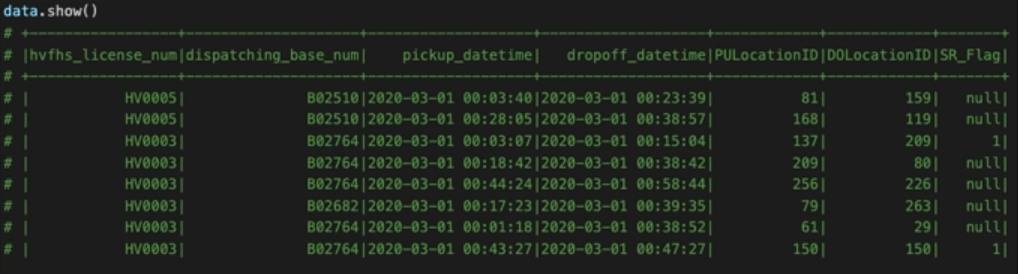 data.show()
# +-----------------+--------------------+-------------------+-------------------+------------+------------+-------+
# |hvfhs_license_num|dispatching_base_num|    pickup_datetime|   dropoff_datetime|PULocationID|DOLocationID|SR_Flag|
# +-----------------+--------------------+-------------------+-------------------+------------+------------+-------+
# |           HV0005|              B02510|2020-03-01 00:03:40|2020-03-01 00:23:39|          81|         159|   null|
# |           HV0005|              B02510|2020-03-01 00:28:05|2020-03-01 00:38:57|         168|         119|   null|
# |           HV0003|              B02764|2020-03-01 00:03:07|2020-03-01 00:15:04|         137|         209|      1|
# |           HV0003|              B02764|2020-03-01 00:18:42|2020-03-01 00:38:42|         209|          80|   null|
# |           HV0003|              B02764|2020-03-01 00:44:24|2020-03-01 00:58:44|         256|         226|   null|
# |           HV0003|              B02682|2020-03-01 00:17:23|2020-03-01 00:39:35|          79|         263|   null|
# |           HV0003|              B02764|2020-03-01 00:01:18|2020-03-01 00:38:52|          61|          29|   null|
# |           HV0003|              B02764|2020-03-01 00:43:27|2020-03-01 00:47:27|         150|         150|      1|